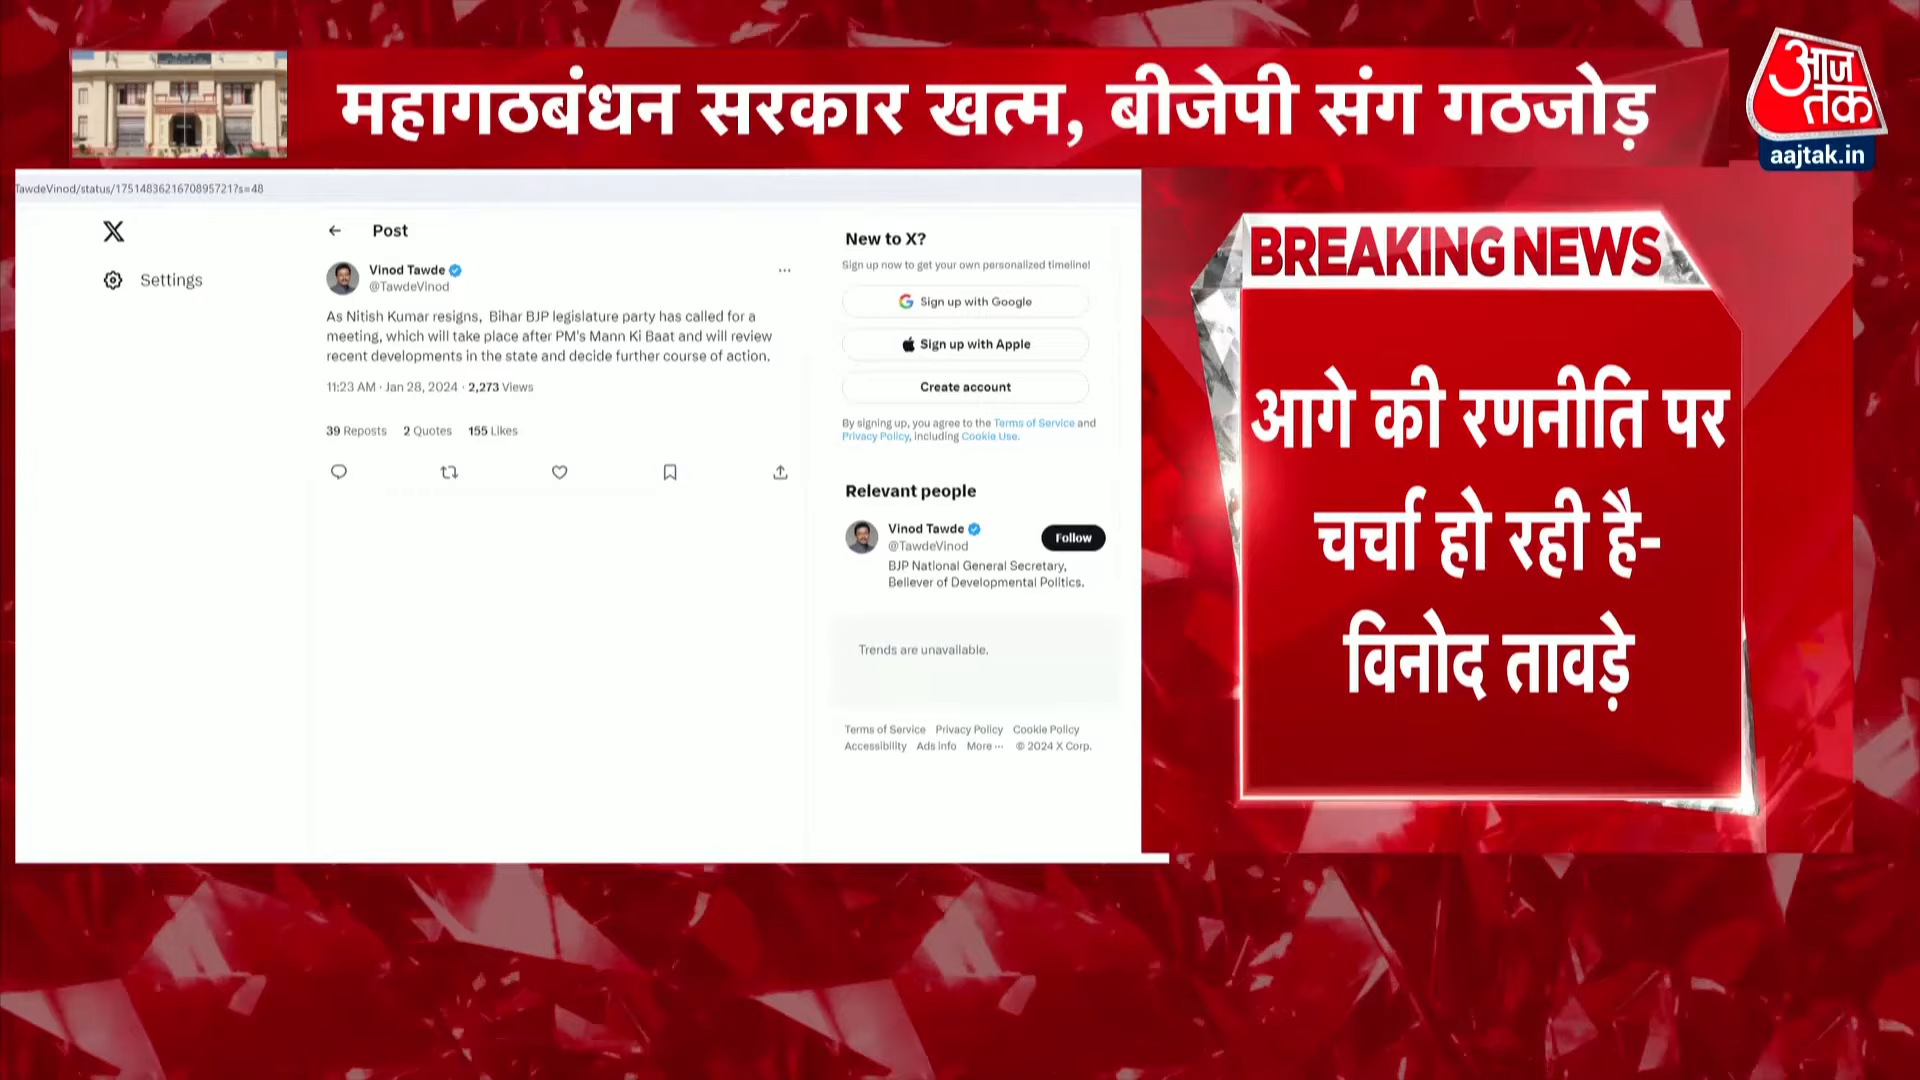 महागठबंधन सरकार खत्म, बीजेपी संग गठजोड़
आज
तक
aajtak.in
TawdeVinod/status/1751483621670895721?s=48
Settings
Post
Vinod Tawde
@TawdeVinod
As Nitish Kumar resigns, Bihar BJP legislature party has called for a
meeting, which will take place after PM's Mann Ki Baat and will review
recent developments in the state and decide further course of action.
11:23 AM · Jan 28, 2024 · 2,273 Views
39 Reposts 2 Quotes 155 Likes
New to X?
Sign up now to get your own personalized timeline!
Sign up with Google
Sign up with Apple
Create account
By signing up, you agree to the Terms of Service and
Privacy Policy, including Cookie Use.
Relevant people
Vinod Tawde
@TawdeVinod
Follow
BJP National General Secretary,
Believer of Developmental Politics.
Trends are unavailable.
Terms of Service Privacy Policy Cookie Policy
Accessibility Ads info More ··· © 2024 X Corp.
BREAKING NEWS
आगे की रणनीति पर
चर्चा हो रही है-
विनोद तावड़े